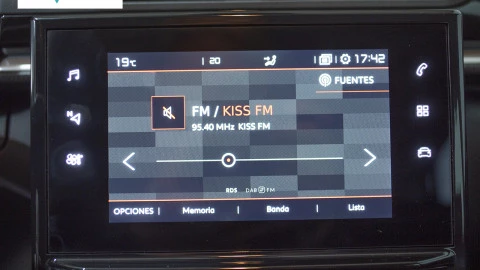 19°C | 20 17:42
FUENTES
FM / KISS FM
95.40 MHz KISS FM
RDS DAB FM
OPCIONES | Memoria | Banda | Lista